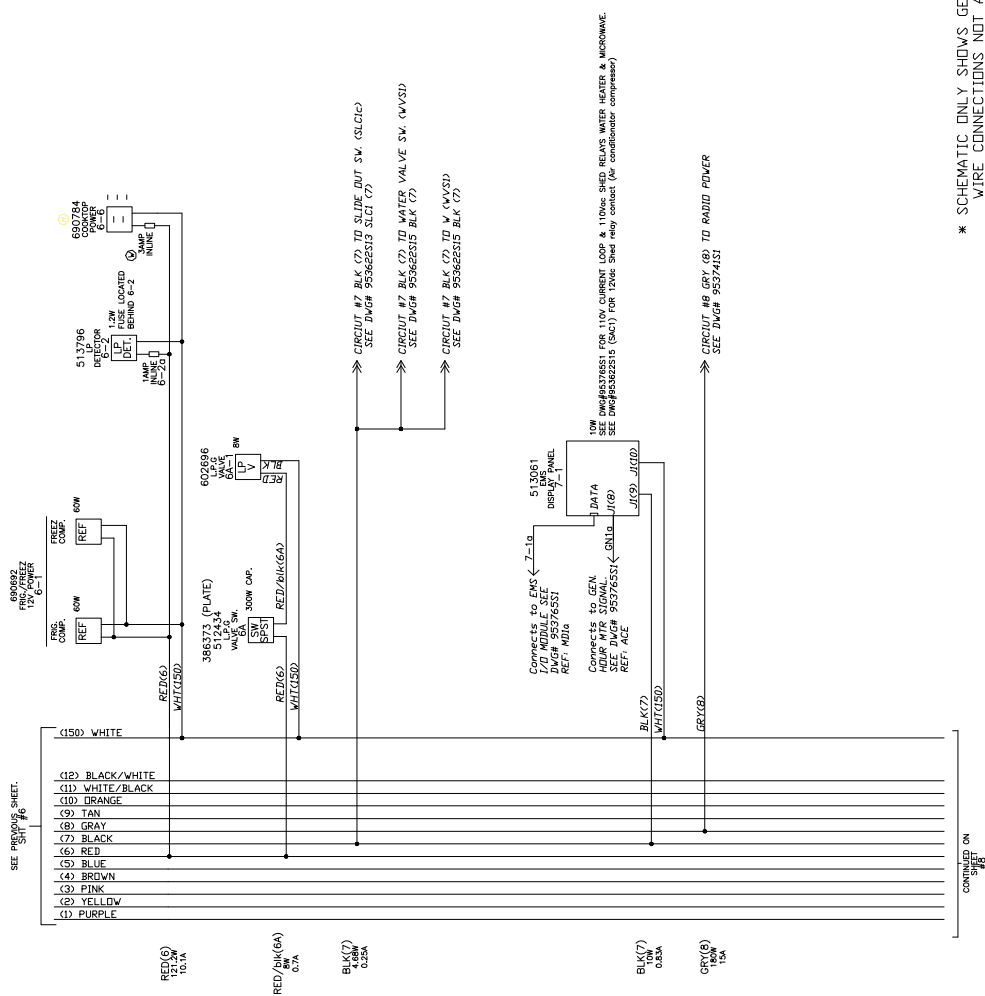 * SCHEMATIC ONLY SHOWS GE
WIRE CONNECTIONS NOT A
690784
COOKTOP
POWER
6-6
3AMP
INLINE
W
513796
LP
DETECTOR
6-2
LP
DET.
1.2W
FUSE LOCATED
BEHIND 6-2
1AMP
INLINE
6-2a
690692
FRIG./FREEZ
12V POWER
6-1
FREEZ
COMP.
REF
60W
FRIG.
COMP.
REF
60W
RED(6)
WHT(150)
602696
L.P.G
VALVE
6A-1
LP
V
8W
RED
BLK
386373 (PLATE)
512434
L.P.G
VALVE SW.
6A
SW
SPST
300W CAP.
RED/blk(6A)
RED(6)
WHT(150)
CIRCIUT #7 BLK (7) TO SLIDE OUT SW. (SLC1c)
SEE DWG# 953622S13 SLC1 (7)
CIRCIUT #7 BLK (7) TO WATER VALVE SW. (WVS1)
SEE DWG# 953622S15 BLK (7)
CIRCIUT #7 BLK (7) TO W (WVS1)
SEE DWG# 953622S15 BLK (7)
513061
EMS
DISPLAY PANEL
7-1
10W
SEE DWG#953765S1 FOR 110V CURRENT LOOP & 110Vac SHED RELAYS WATER HEATER & MICROWAVE.
SEE DWG#953622S15 (SAC1) FOR 12Vdc Shed relay contact (Air conditionator compressor)
DATA
J1(8)
J1(9)
J1(10)
7-1a
GN1a
Connects to EMS
I/O MODULE SEE
DWG# 953765S1
REF: MD1a
Connects to GEN.
HOUR MTR SIGNAL.
SEE DWG# 953765S1
REF: ACE
BLK(7)
WHT(150)
CIRCIUT #8 GRY (8) TO RADIO POWER
SEE DWG# 953741S1
GRY(8)
SEE PREVIOUS SHEET.
SHT #6
(150) WHITE
(12) BLACK/WHITE
(11) WHITE/BLACK
(10) ORANGE
(9) TAN
(8) GRAY
(7) BLACK
(6) RED
(5) BLUE
(4) BROWN
(3) PINK
(2) YELLOW
(1) PURPLE
CONTINUED ON
SHEET
#8
RED(6)
121.2W
10.1A
RED/blk(6A)
8W
0.7A
BLK(7)
4.68W
0.25A
BLK(7)
10W
0.83A
GRY(8)
180W
15A